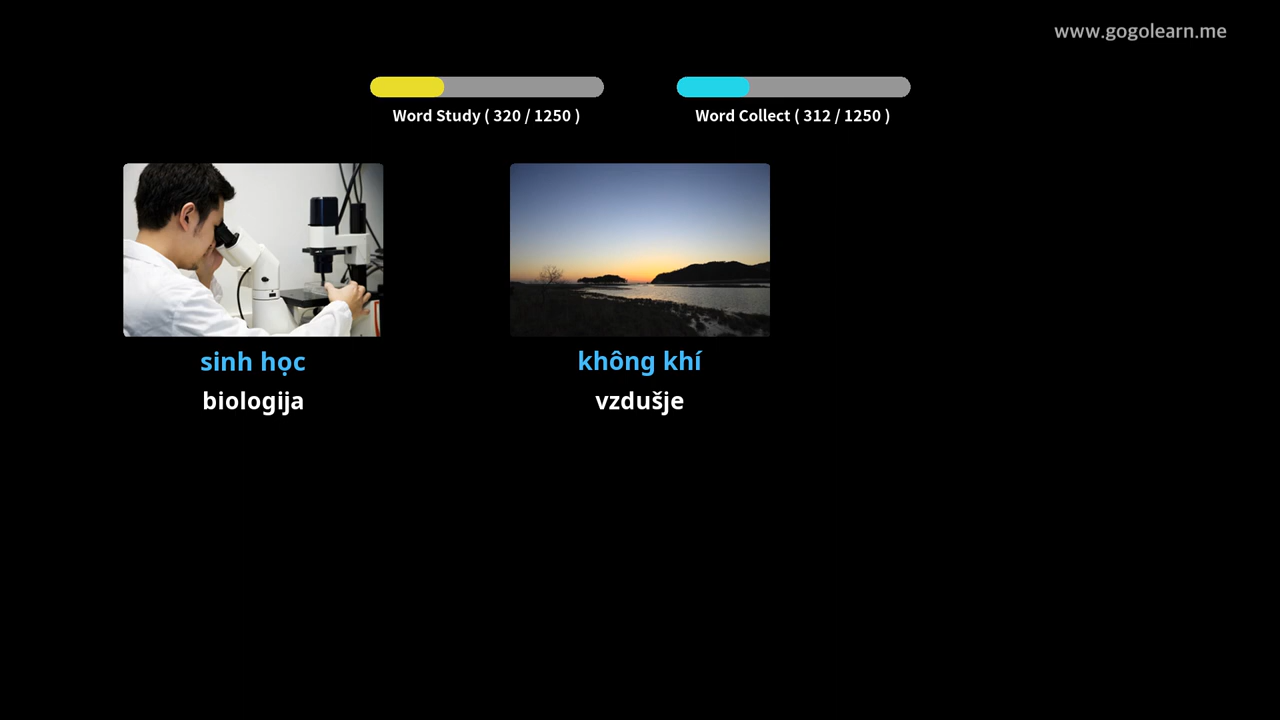 www.gogolearn.me
Word Study ( 320 / 1250 )
Word Collect ( 312 / 1250 )
sinh học
biologija
không khí
vzdušje